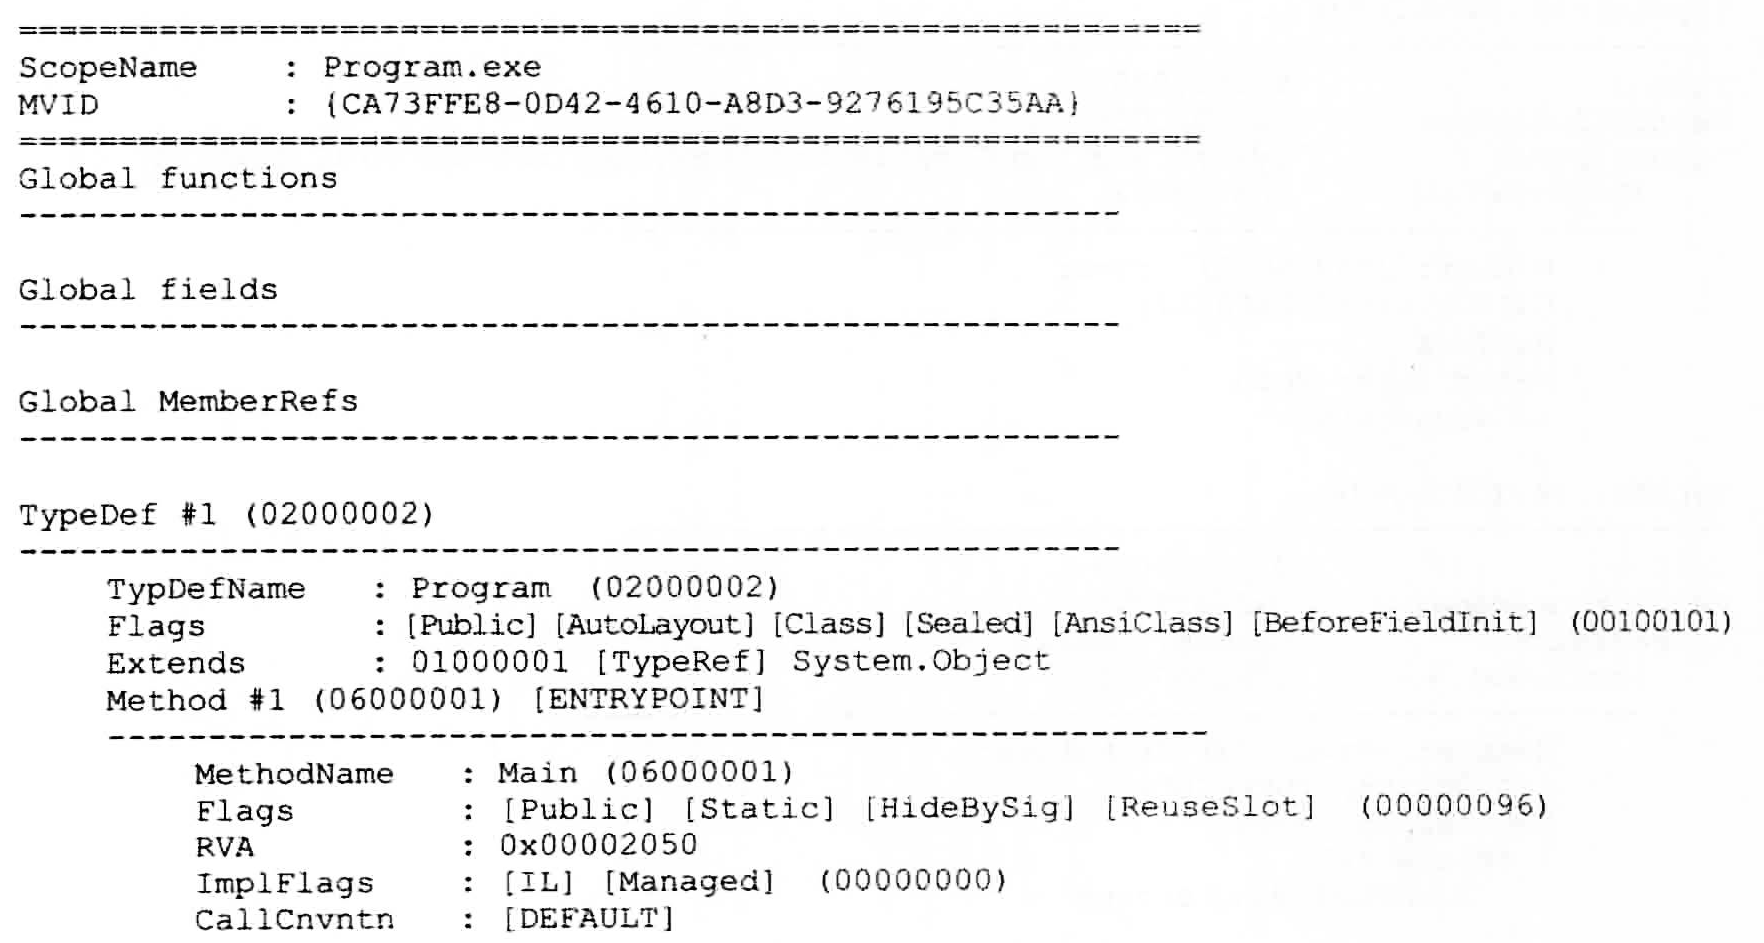 ===========================================================
ScopeName : Program.exe
MVID : {CA73FFE8-0D42-4610-A8D3-9276195C35AA}
===========================================================
Global functions
-------------------------------------------------------
Global fields
-------------------------------------------------------
Global MemberRefs
-------------------------------------------------------
TypeDef #1 (02000002)
-------------------------------------------------------
TypDefName : Program (02000002)
Flags : [Public] [AutoLayout] [Class] [Sealed] [AnsiClass] [BeforeFieldInit] (00100101)
Extends : 01000001 [TypeRef] System.Object
Method #1 (06000001) [ENTRYPOINT]
-------------------------------------------------------
MethodName : Main (06000001)
Flags : [Public] [Static] [HideBySig] [ReuseSlot] (00000096)
RVA : 0x00002050
ImplFlags : [IL] [Managed] (00000000)
CallCnvntn : [DEFAULT]